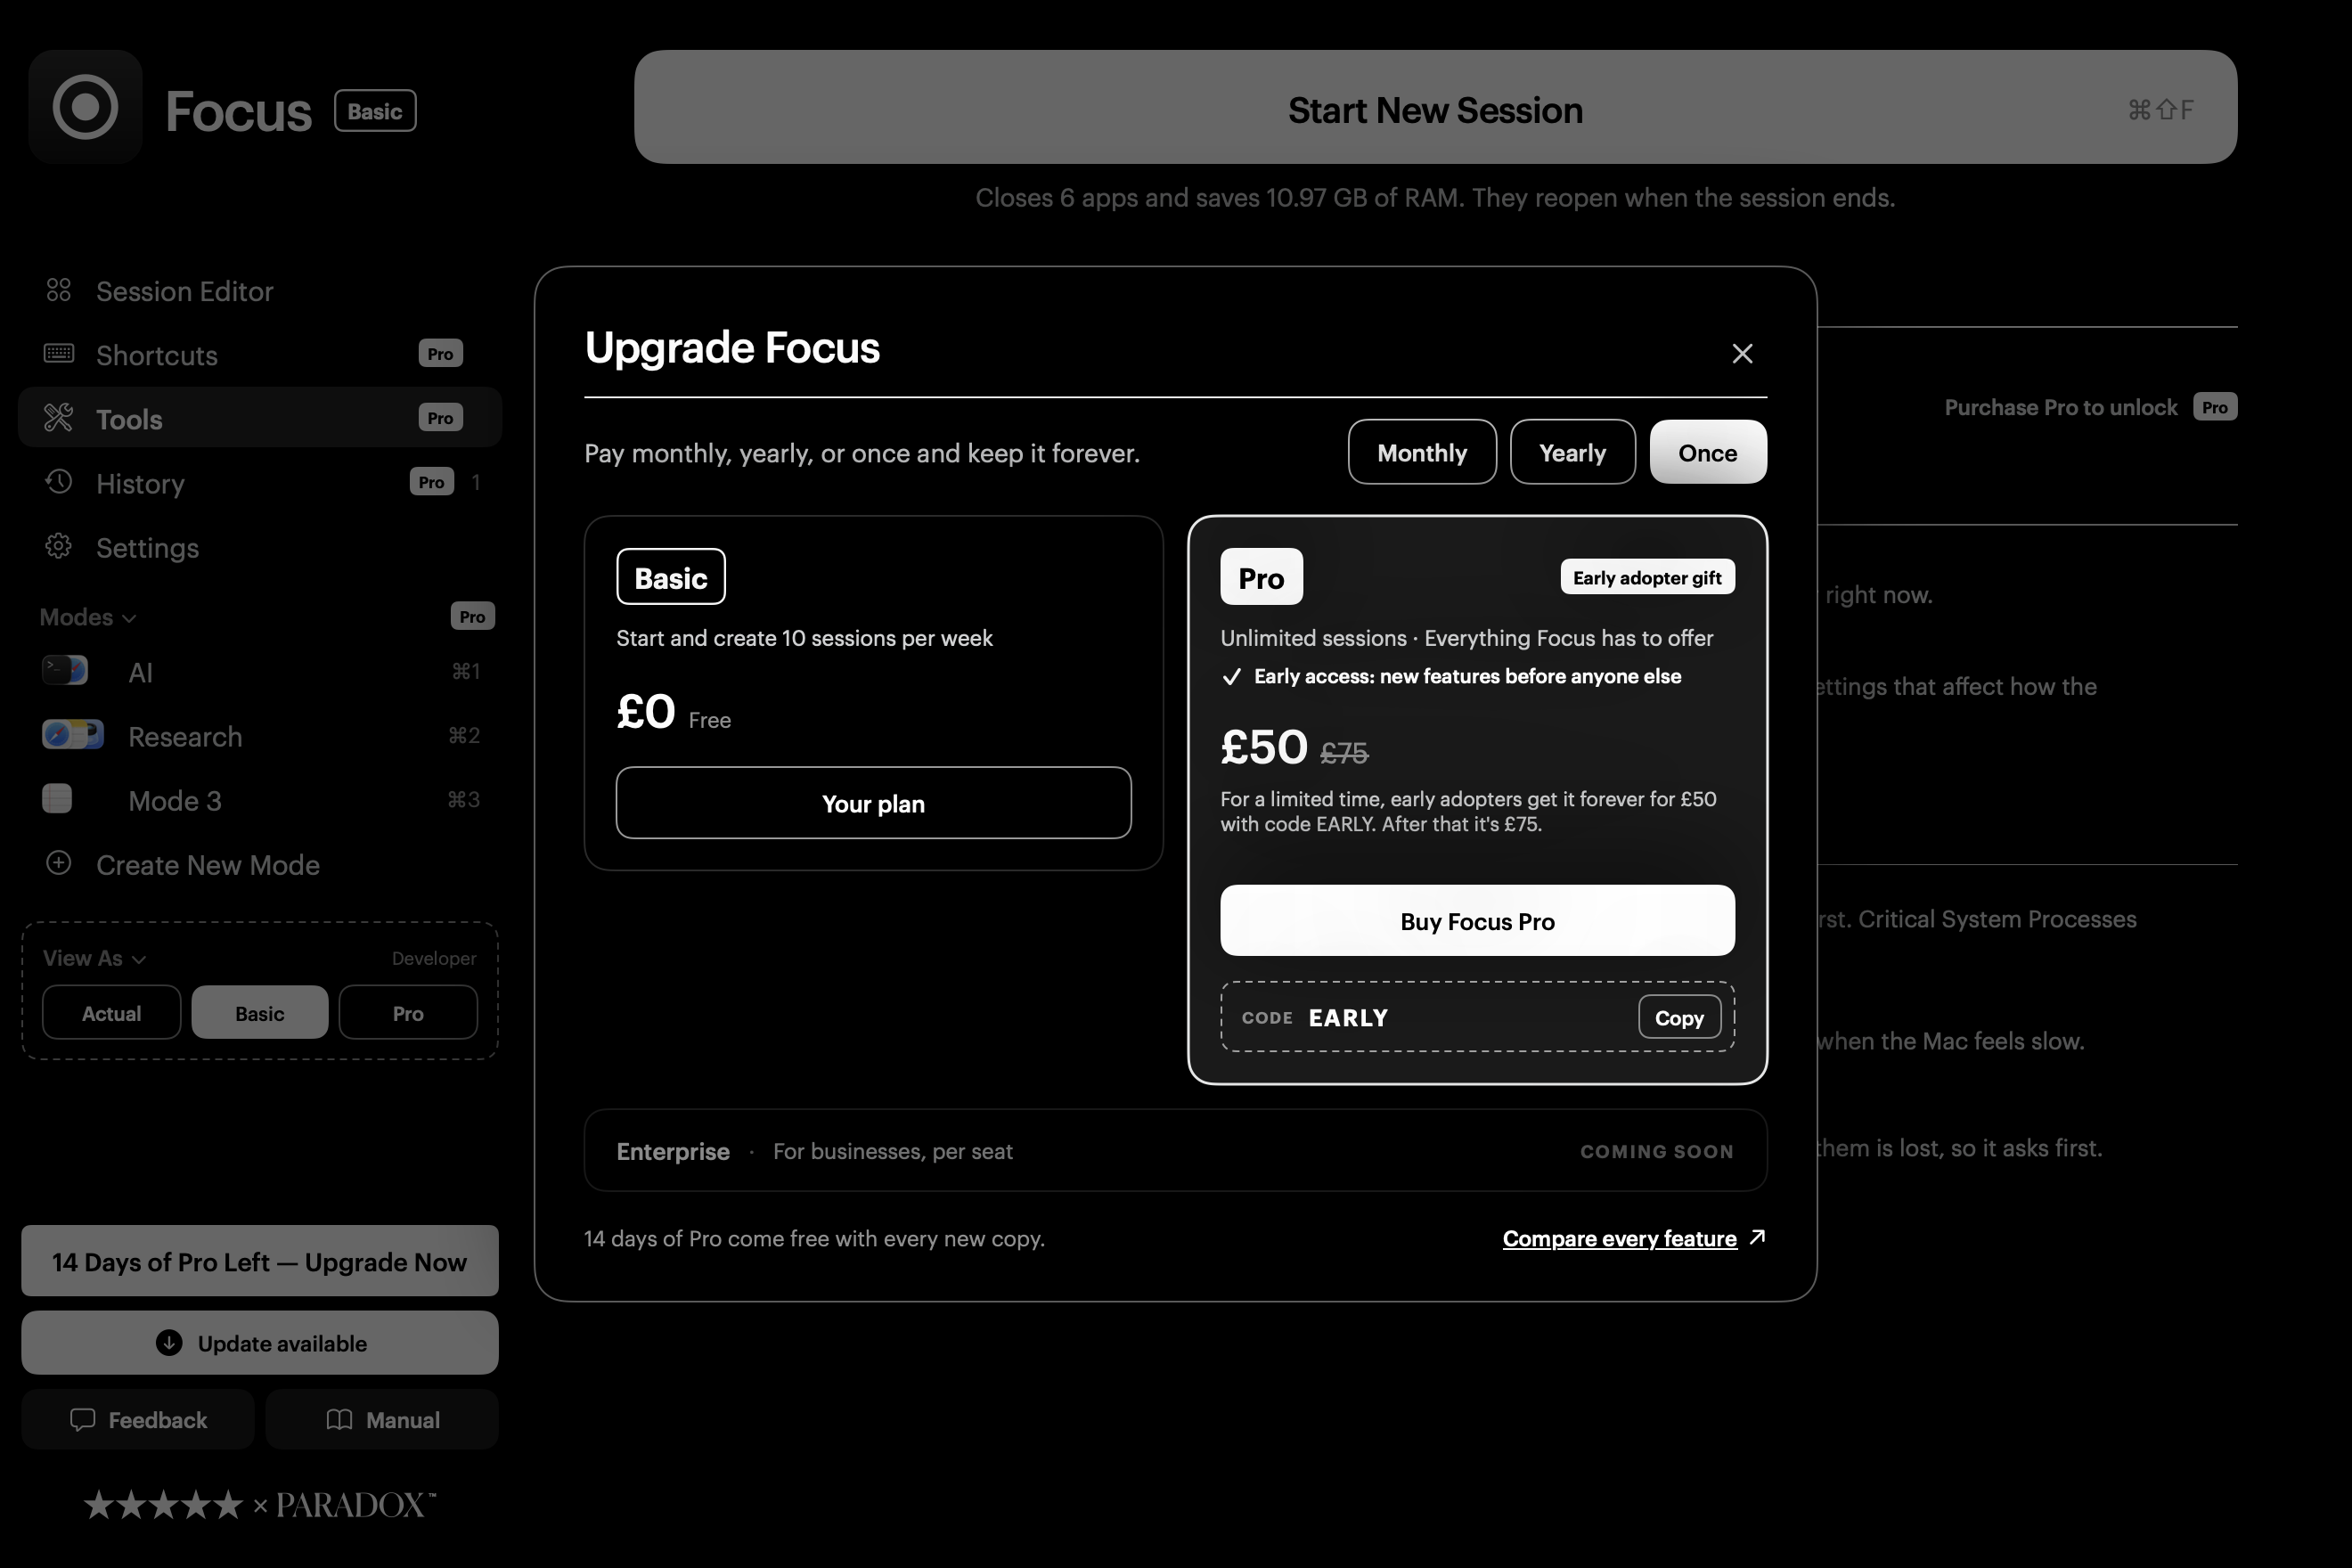 Focus
Basic
Start New Session
⌘⇧F
Closes 6 apps and saves 10.97 GB of RAM. They reopen when the session ends.
Session Editor
Shortcuts
Pro
Tools
Pro
History
Pro
1
Settings
Modes
Pro
AI
⌘1
Research
⌘2
Mode 3
⌘3
Create New Mode
View As
Developer
Actual
Basic
Pro
14 Days of Pro Left — Upgrade Now
Update available
Feedback
Manual
★★★★★ × PARADOX™
Upgrade Focus
Pay monthly, yearly, or once and keep it forever.
Monthly
Yearly
Once
Basic
Start and create 10 sessions per week
£0 Free
Your plan
Pro
Early adopter gift
Unlimited sessions · Everything Focus has to offer
Early access: new features before anyone else
£50 £75
For a limited time, early adopters get it forever for £50
with code EARLY. After that it's £75.
Buy Focus Pro
CODE EARLY
Copy
Enterprise · For businesses, per seat
COMING SOON
14 days of Pro come free with every new copy.
Compare every feature
Purchase Pro to unlock
Pro
right now.
that affect how the
Critical System Processes
when the Mac feels slow.
them is lost, so it asks first.